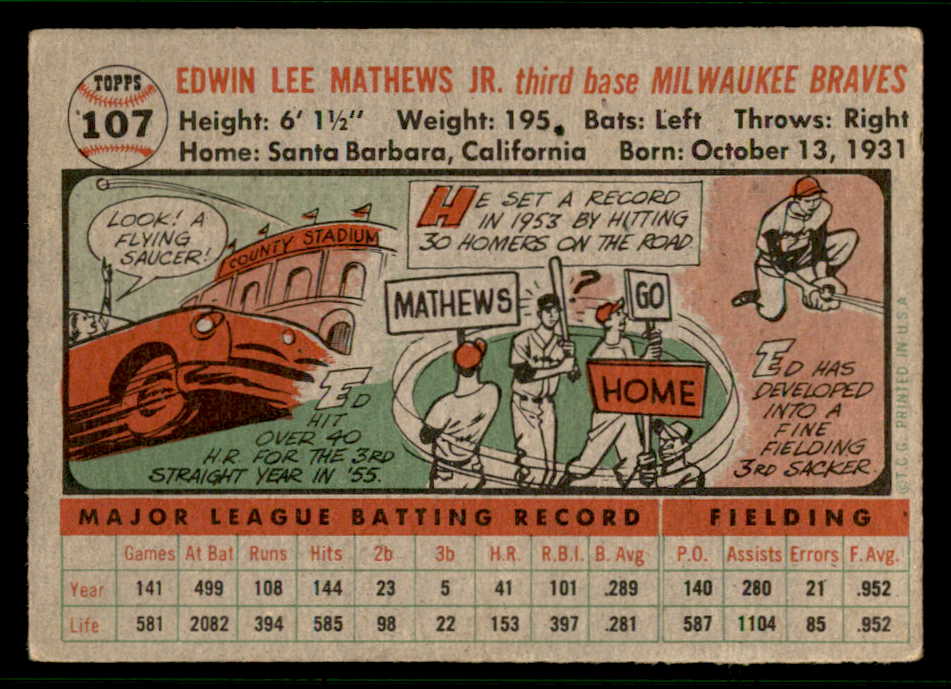 TOPPS
107
EDWIN LEE MATHEWS JR. third base MILWAUKEE BRAVES
Height: 6' 1½" Weight: 195. Bats: Left Throws: Right
Home: Santa Barbara, California Born: October 13, 1931
LOOK! A
FLYING
SAUCER!
COUNTY STADIUM
ED
HIT
OVER 40
H.R. FOR THE 3RD
STRAIGHT YEAR IN '55.
HE SET A RECORD
IN 1953 BY HITTING
30 HOMERS ON THE ROAD.
MATHEWS
?
GO
HOME
ED HAS
DEVELOPED
INTO A
FINE
FIELDING
3RD SACKER.
©T.C.G. PRINTED IN U.S.A.
MAJOR LEAGUE BATTING RECORD FIELDING
Games At Bat Runs Hits 2b 3b H.R. R.B.I. B. Avg P.O. Assists Errors F. Avg.
Year 141 499 108 144 23 5 41 101 .289 140 280 21 .952
Life 581 2082 394 585 98 22 153 397 .281 587 1104 85 .952